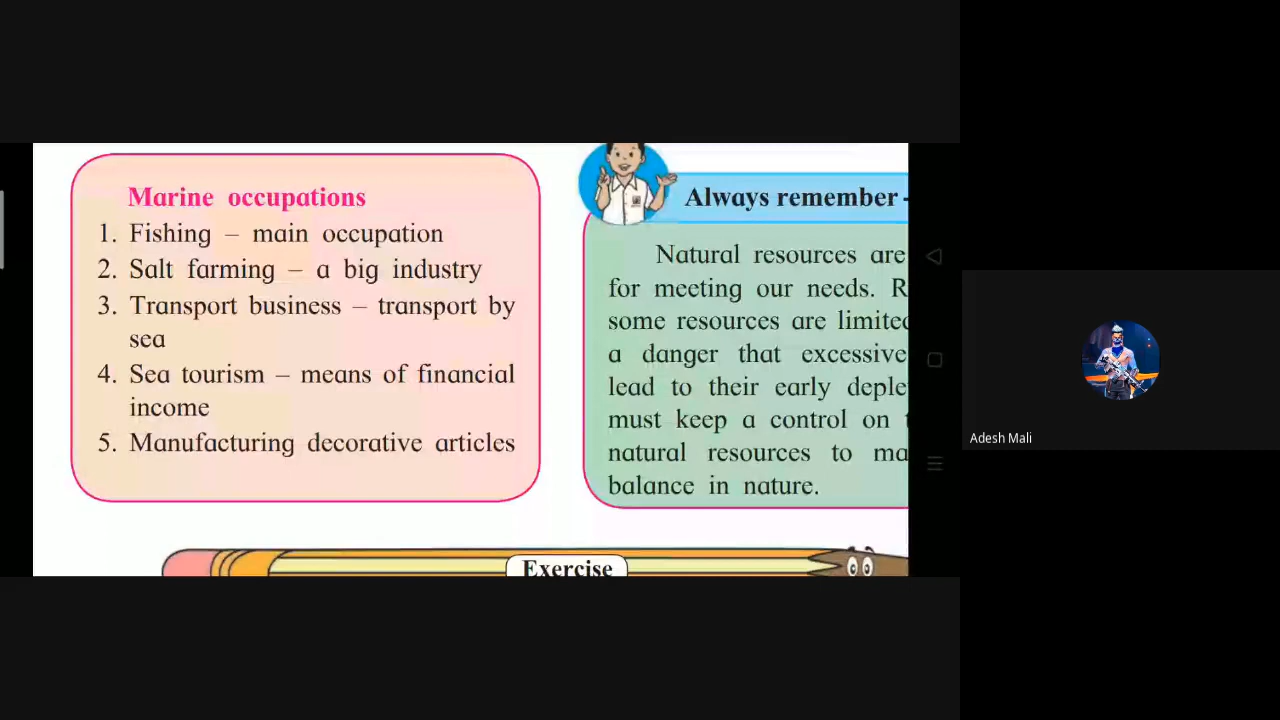 Marine occupations
1. Fishing – main occupation
2. Salt farming – a big industry
3. Transport business – transport by
sea
4. Sea tourism – means of financial
income
5. Manufacturing decorative articles
Always remember -
Natural resources are
for meeting our needs.
some resources are
a danger that excessive
lead to their early
must keep a control on
natural resources to
balance in nature.
Exercise
Adesh Mali